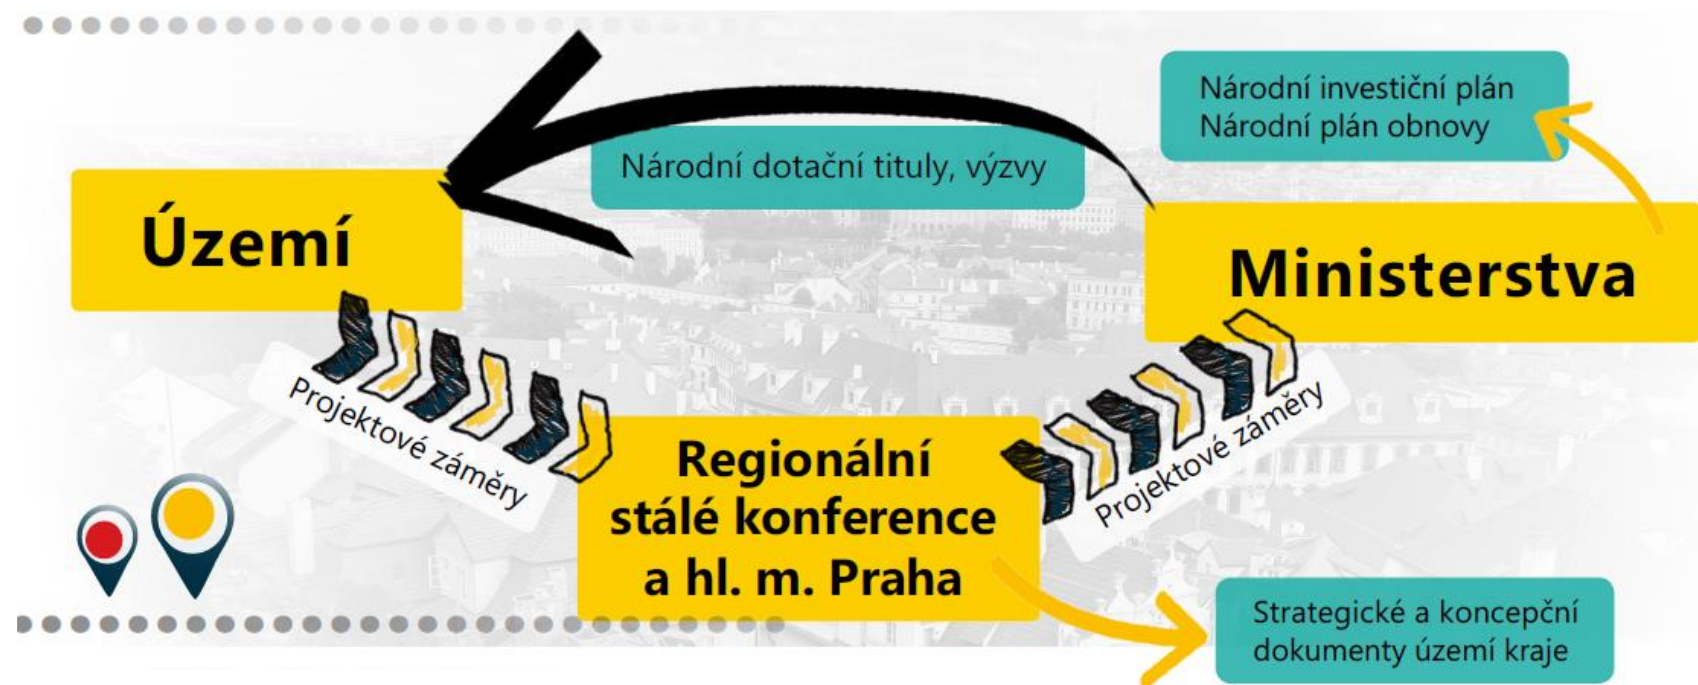 Národní investiční plán
Národní plán obnovy
Národní dotační tituly, výzvy
Území
Ministerstva
Projektové záměry
Projektové záměry
Regionální
stálé konference
a hl. m. Praha
Strategické a koncepční
dokumenty území kraje